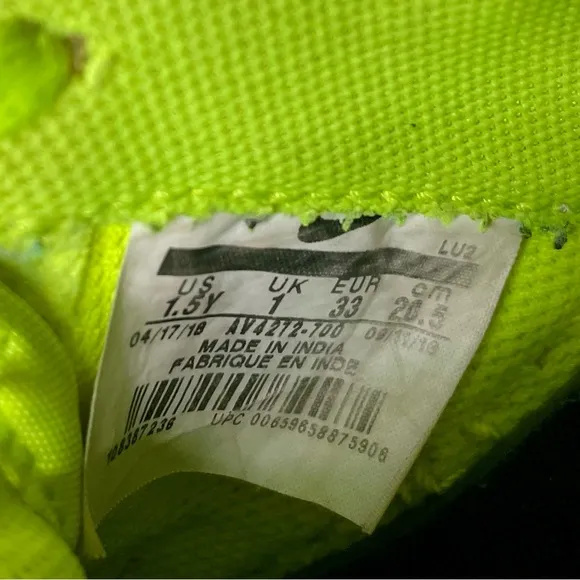 LU2
US UK EUR cm
1.5Y 1 33 20.5
04/17/18 AV4272-700
MADE IN INDIA
FABRIQUE EN INDE
UPC 00659658875906